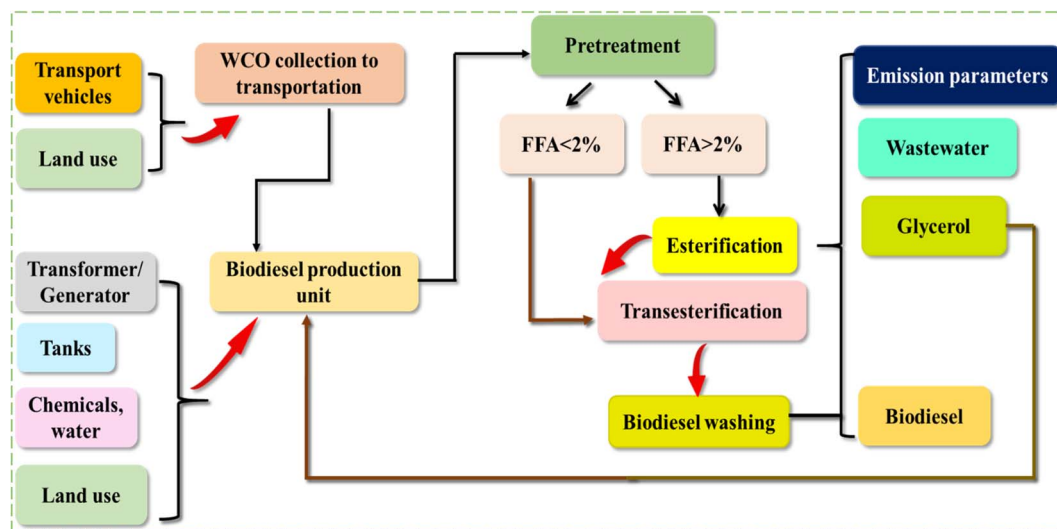 Transport
vehicles
Land use
WCO collection to
transportation
Pretreatment
FFA<2%
FFA>2%
Emission parameters
Wastewater
Glycerol
Esterification
Transesterification
Biodiesel washing
Biodiesel
Transformer/
Generator
Tanks
Chemicals,
water
Land use
Biodiesel production
unit